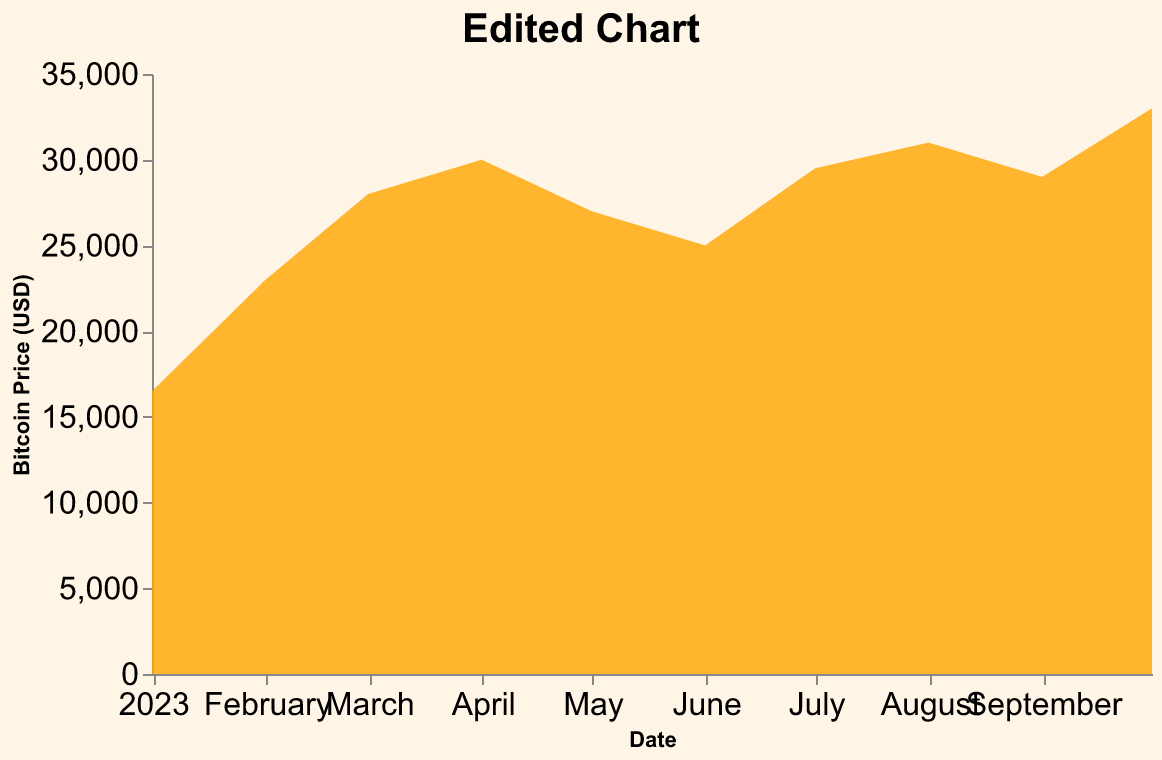 Edited Chart
35,000
30,000
25,000
20,000
15,000
10,000
5,000
0
Bitcoin Price (USD)
2023 February March April May June July August September
Date